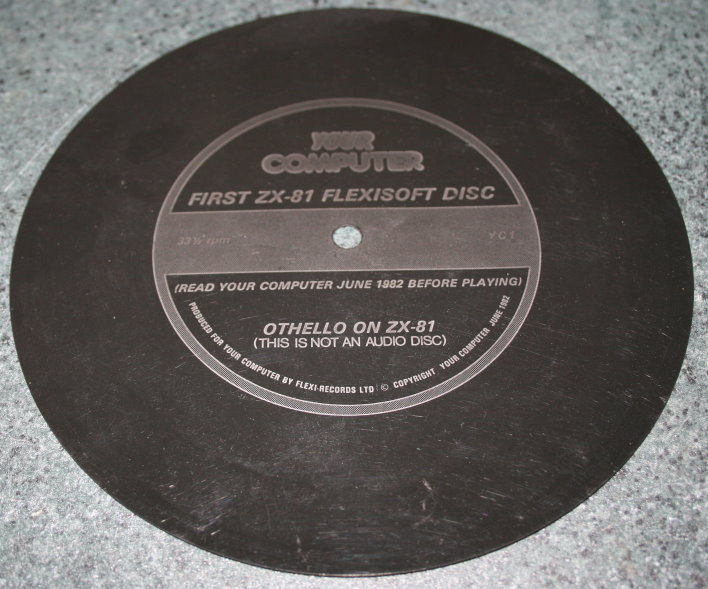 YOUR
COMPUTER
FIRST ZX-81 FLEXISOFT DISC
33⅓ rpm
YC1
(READ YOUR COMPUTER JUNE 1982 BEFORE PLAYING)
OTHELLO ON ZX-81
(THIS IS NOT AN AUDIO DISC)
PRODUCED FOR YOUR COMPUTER BY FLEXI-RECORDS LTD © COPYRIGHT YOUR COMPUTER JUNE 1982